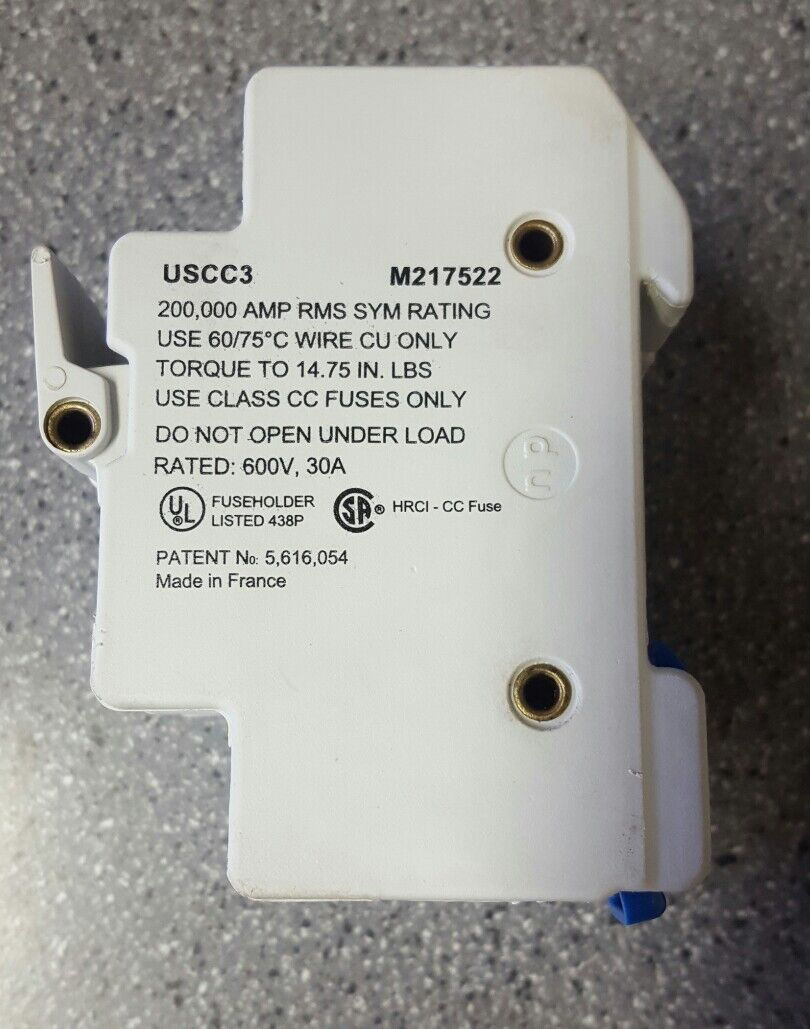 USCC3 M217522
200,000 AMP RMS SYM RATING
USE 60/75°C WIRE CU ONLY
TORQUE TO 14.75 IN. LBS
USE CLASS CC FUSES ONLY
DO NOT OPEN UNDER LOAD
RATED: 600V, 30A
UL® FUSEHOLDER
LISTED 438P
SA® HRCI - CC Fuse
PATENT No: 5,616,054
Made in France